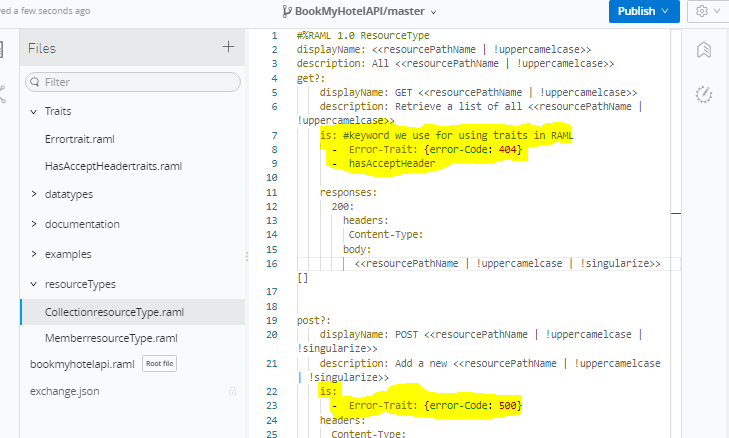 ved a few seconds ago
BookMyHotelAPI/master
Publish
Files
Filter
Traits
Errortrait.raml
HasAcceptHeadertraits.raml
datatypes
documentation
examples
resourceTypes
CollectionresourceType.raml
MemberresourceType.raml
bookmyhotelapi.raml Root file
exchange.json
1 #%RAML 1.0 ResourceType
2 displayName: <<resourcePathName | !uppercamelcase>>
3 description: All <<resourcePathName | !uppercamelcase>>
4 get?:
5 displayName: GET <<resourcePathName | !uppercamelcase>>
6 description: Retrieve a list of all <<resourcePathName |
!uppercamelcase>>
7 is: #keyword we use for using traits in RAML
8 - Error-Trait: {error-Code: 404}
9 - hasAcceptHeader
10
11 responses:
12 200:
13 headers:
14 Content-Type:
15 body:
16 <<resourcePathName | !uppercamelcase | !singularize>>
[]
17
18
19 post?:
20 displayName: POST <<resourcePathName | !uppercamelcase |
!singularize>>
21 description: Add a new <<resourcePathName | !uppercamelcase
| !singularize>>
22 is:
23 - Error-Trait: {error-Code: 500}
24 headers:
25 Content-Type: